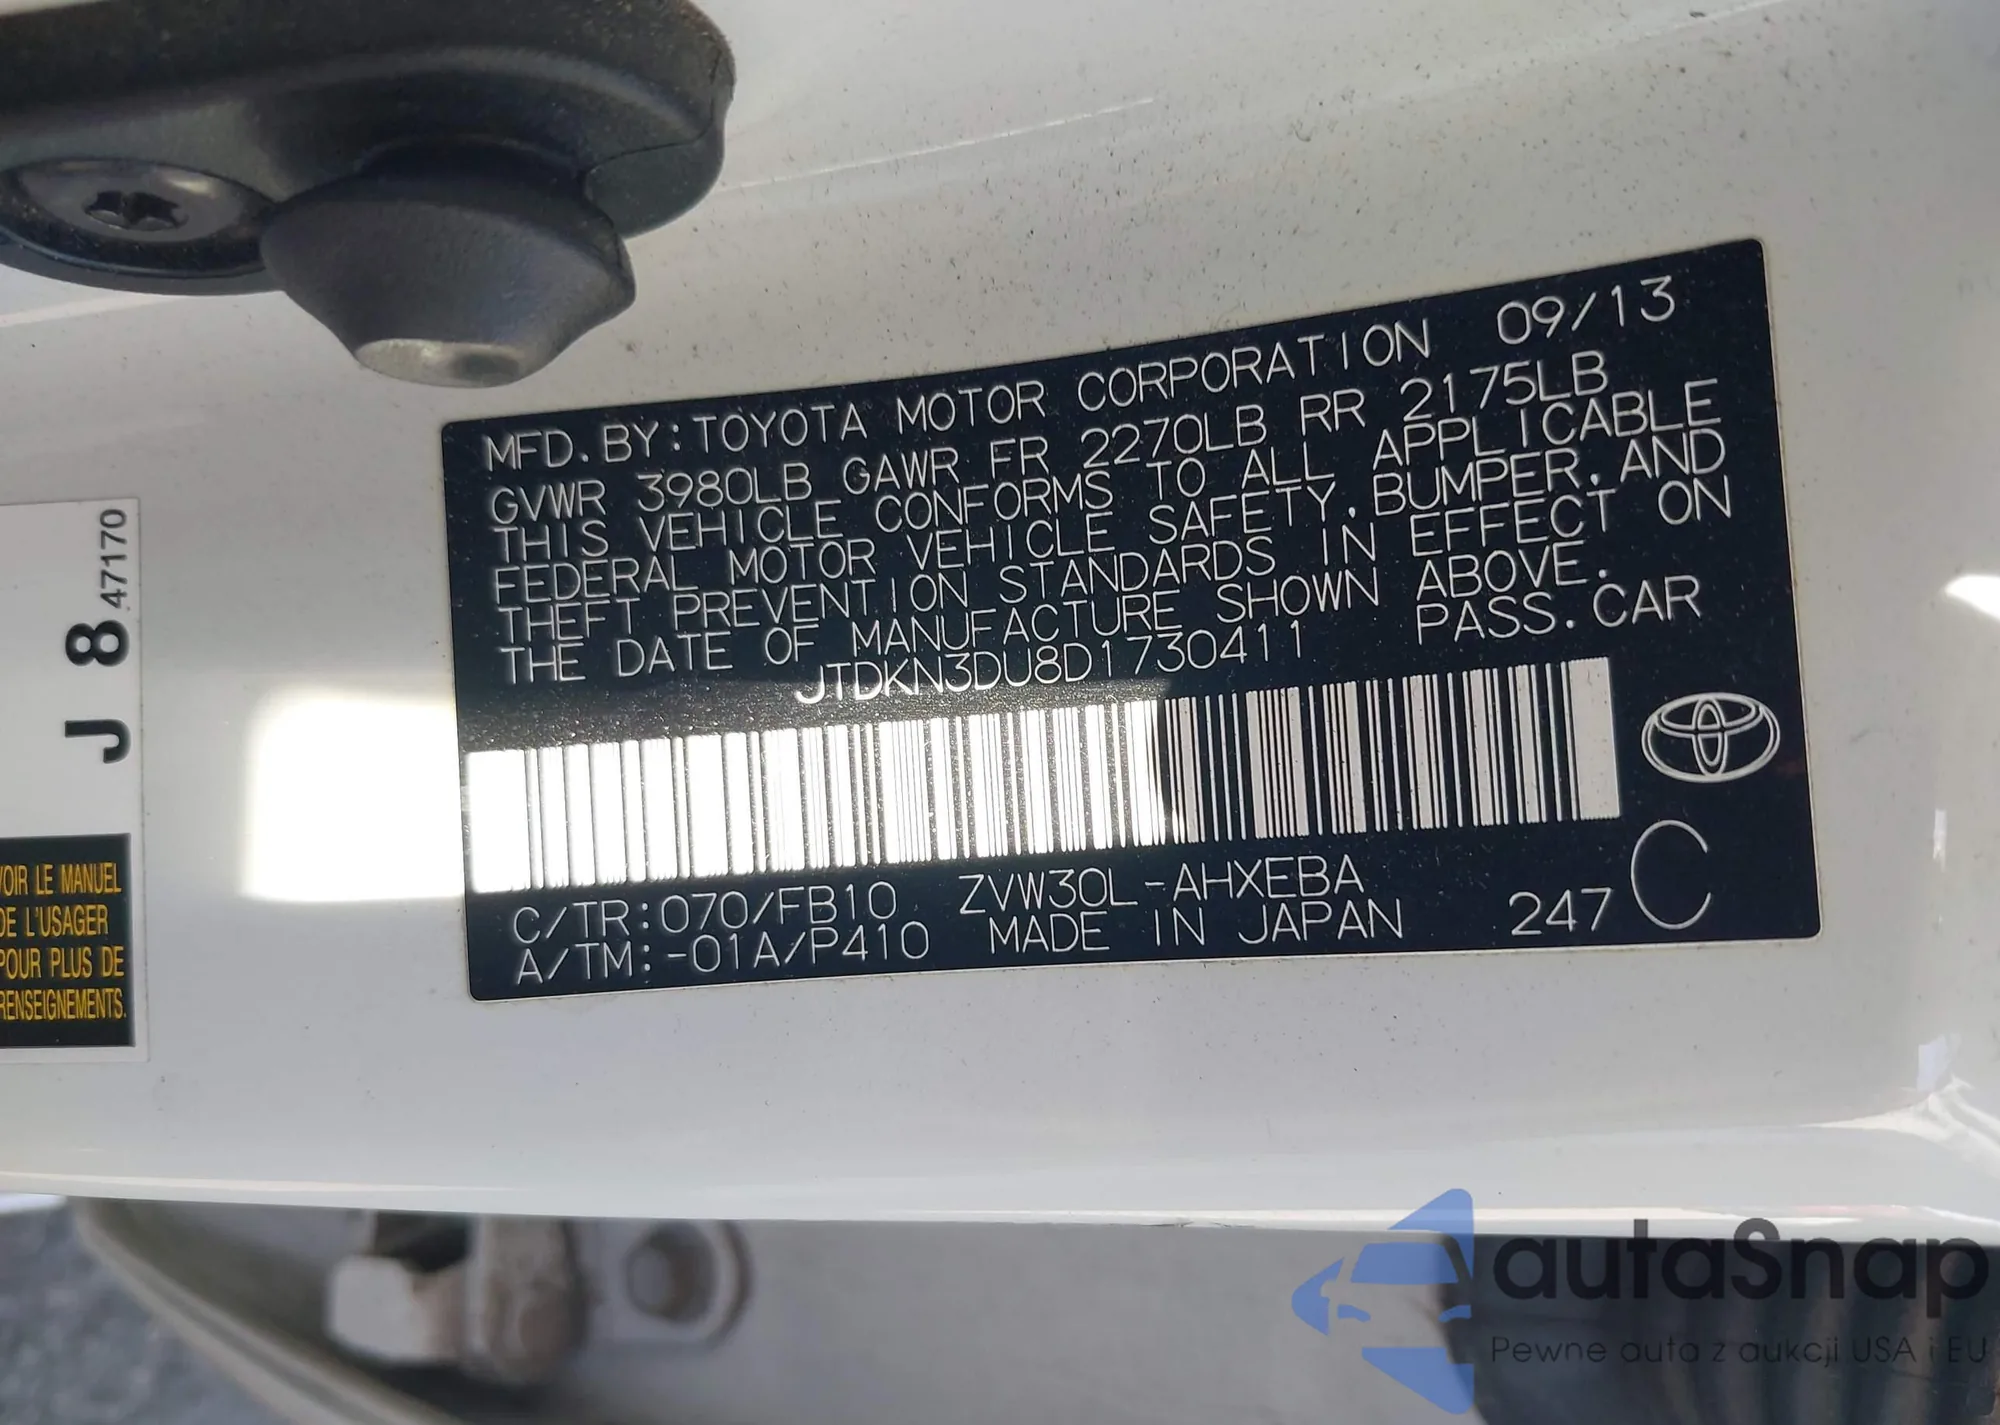 MFD. BY:TOYOTA MOTOR CORPORATION 09/13
GVWR 3980LB GAWR FR 2270LB RR 2175LB
THIS VEHICLE CONFORMS TO ALL APPLICABLE
FEDERAL MOTOR VEHICLE SAFETY, BUMPER, AND
THEFT PREVENTION STANDARDS IN EFFECT ON
THE DATE OF MANUFACTURE SHOWN ABOVE.
JTDKN3DU8D1730411 PASS. CAR
C/TR:070/FB10 ZVW30L-AHXEBA
A/TM:-01A/P410 MADE IN JAPAN 247 C
J 8 47170
VOIR LE MANUEL
DE L'USAGER
POUR PLUS DE
RENSEIGNEMENTS.
autaSnap
Pewne auta z aukcji USA i EU